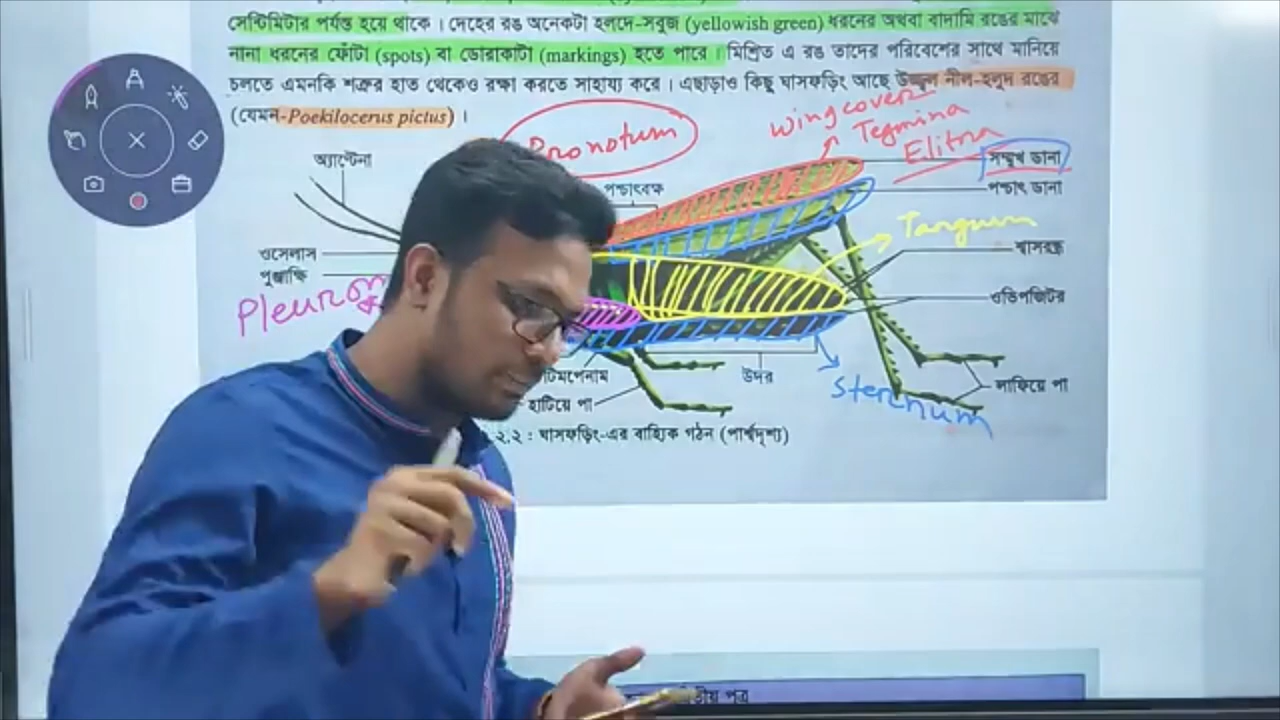 সেন্টিমিটার পর্যন্ত হয়ে থাকে । দেহের রঙ অনেকটা হলদে-সবুজ (yellowish green) ধরনের অথবা বাদামি রঙের মাঝে
নানা ধরনের ফোঁটা (spots) বা ডোরাকাটা (markings) হতে পারে । মিশ্রিত এ রঙ তাদের পরিবেশের সাথে মানিয়ে
চলতে এমনকি শত্রুর হাত থেকেও রক্ষা করতে সাহায্য করে । এছাড়াও কিছু ঘাসফড়িং আছে উজ্জ্বল নীল-হলুদ রঙের
(যেমন-Poekilocerus pictus) ।
Pronotum
wing cover
Tegmina
Elitra
অ্যান্টেনা
পশ্চাৎবক্ষ
সম্মুখ ডানা
পশ্চাৎ ডানা
Targum
ওসেলাস
শ্বাসরন্ধ্র
পুঞ্জাক্ষি
ওভিপজিটর
টিমপেনাম
উদর
লাফিয়ে পা
হাটিয়ে পা
Sternum
২.২ : ঘাসফড়িং-এর বাহ্যিক গঠন (পার্শ্বদৃশ্য)
পত্র